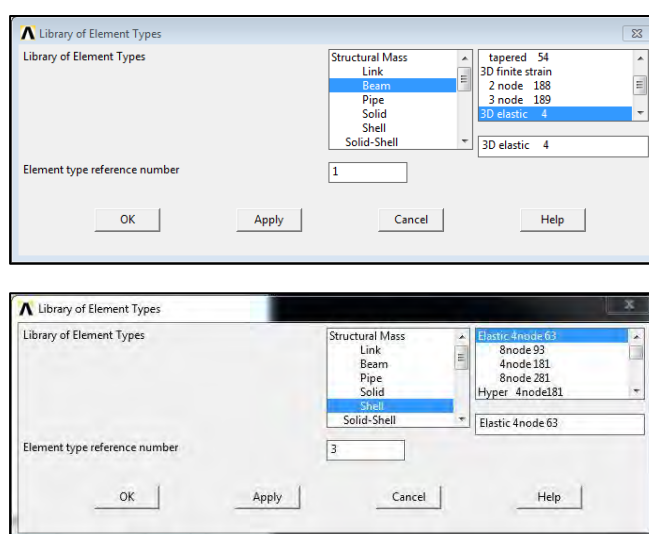 Library of Element Types
Library of Element Types
Structural Mass
Link
Beam
Pipe
Solid
Shell
Solid-Shell
tapered 54
3D finite strain
2 node 188
3 node 189
3D elastic 4
3D elastic 4
Element type reference number
1
OK Apply Cancel Help
Library of Element Types
Library of Element Types
Structural Mass
Link
Beam
Pipe
Solid
Shell
Solid-Shell
Elastic 4node 63
8node 93
4node 181
8node 281
Hyper 4node181
Elastic 4node 63
Element type reference number
3
OK Apply Cancel Help